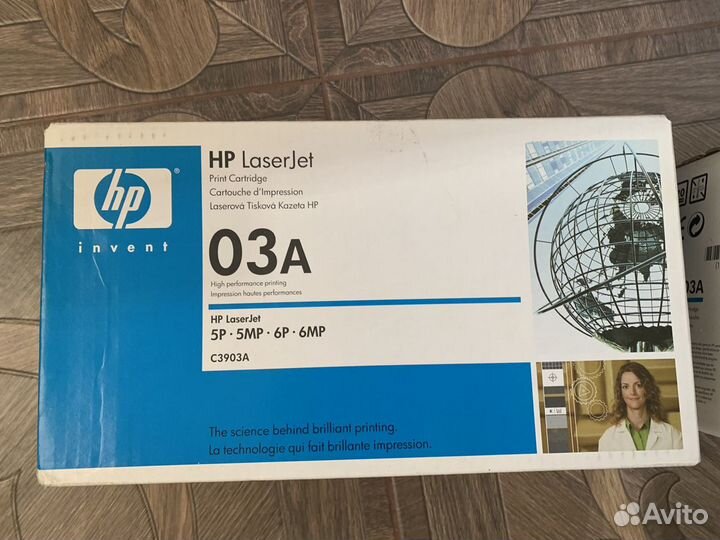 hp
invent
HP LaserJet
Print Cartridge
Cartouche d'Impression
Laserová Tisková Kazeta HP
03A
High performance printing
Impression hautes performances
HP LaserJet
5P · 5MP · 6P · 6MP
C3903A
The science behind brilliant printing.
La technologie qui fait brillante impression.
03A
Avito